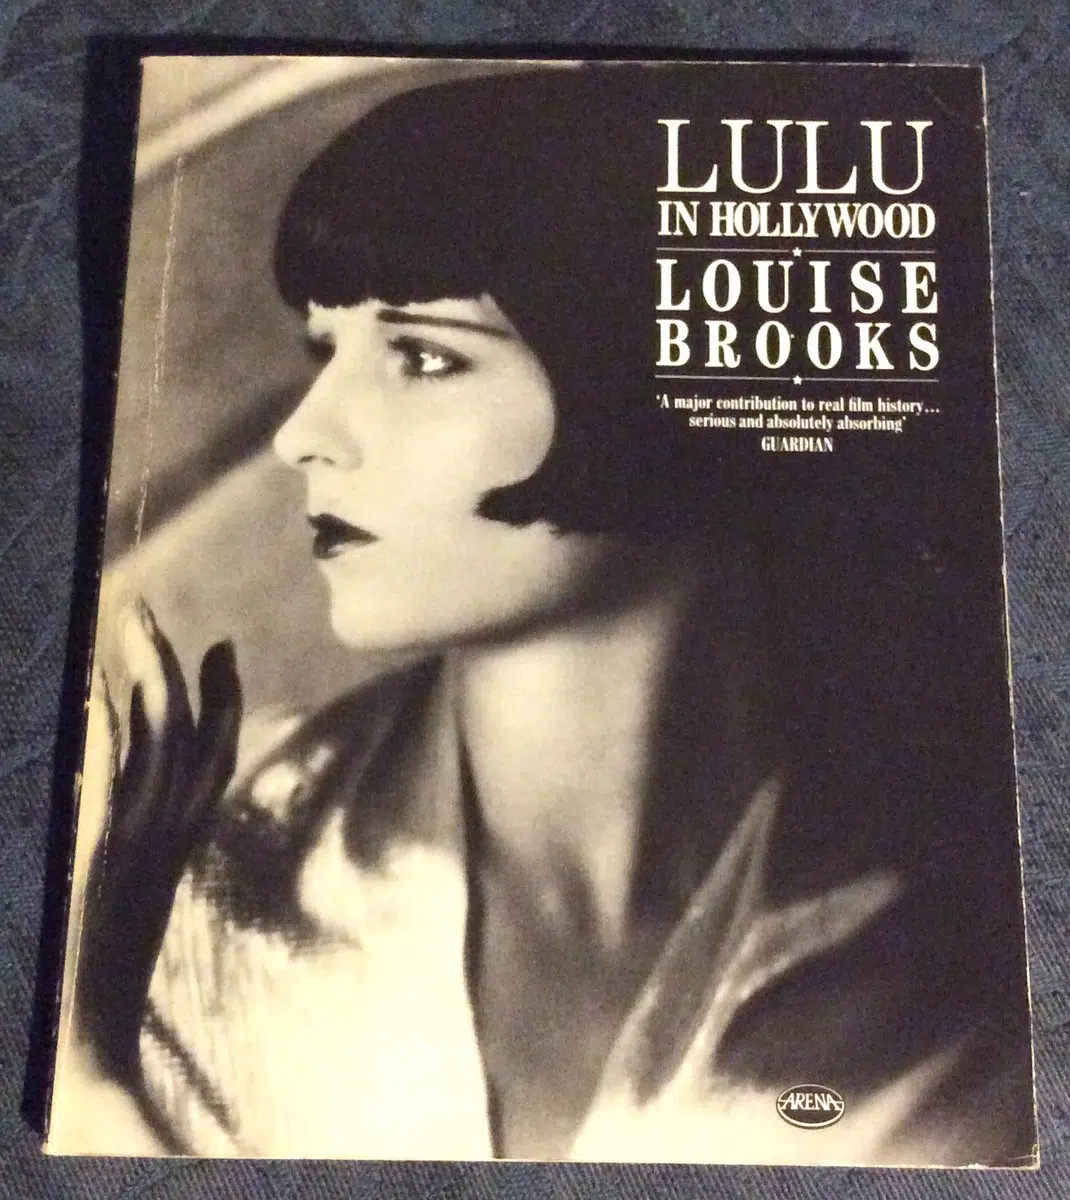 LULU
IN HOLLYWOOD
LOUISE
BROOKS
'A major contribution to real film history...
serious and absolutely absorbing'
GUARDIAN
ARENA